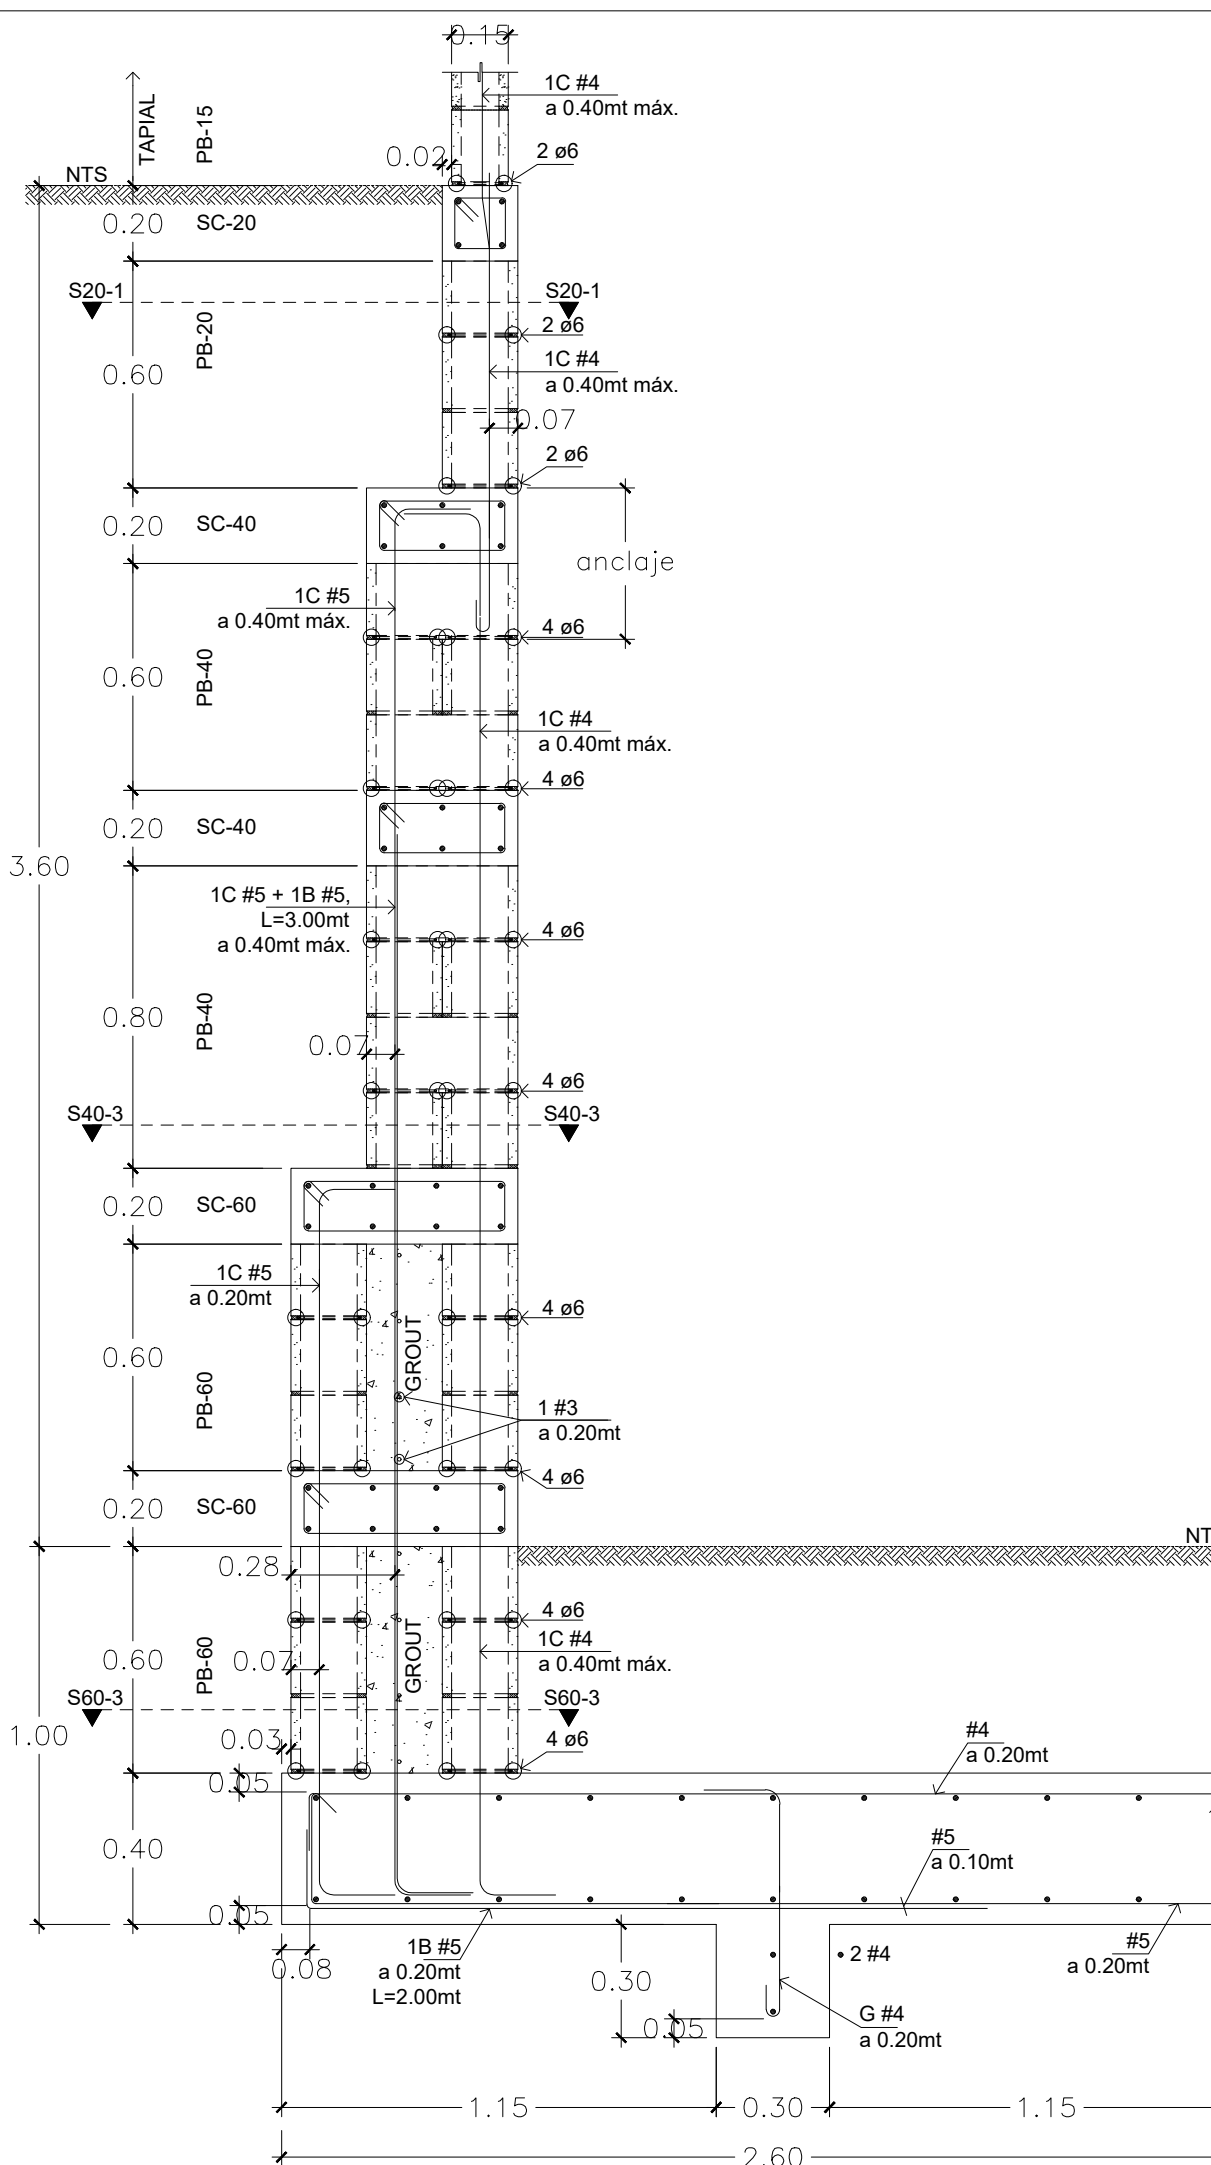 0.15
1C #4
a 0.40mt máx.
TAPIAL
PB-15
0.02
2 ø6
NTS
0.20
SC-20
S20-1
S20-1
2 ø6
PB-20
0.60
1C #4
a 0.40mt máx.
0.07
2 ø6
0.20
SC-40
anclaje
1C #5
a 0.40mt máx.
4 ø6
0.60
PB-40
1C #4
a 0.40mt máx.
4 ø6
0.20
SC-40
3.60
1C #5 + 1B #5,
L=3.00mt
a 0.40mt máx.
4 ø6
0.80
PB-40
0.07
4 ø6
S40-3
S40-3
0.20
SC-60
1C #5
a 0.20mt
4 ø6
0.60
GROUT
PB-60
1 #3
a 0.20mt
4 ø6
0.20
SC-60
NT
0.28
4 ø6
0.60
PB-60
0.07
GROUT
1C #4
a 0.40mt máx.
S60-3
S60-3
1.00
0.03
4 ø6
#4
a 0.20mt
0.05
0.40
#5
a 0.10mt
0.05
1B #5
a 0.20mt
L=2.00mt
0.08
2 #4
#5
a 0.20mt
0.30
0.05
G #4
a 0.20mt
1.15
0.30
1.15
2.60